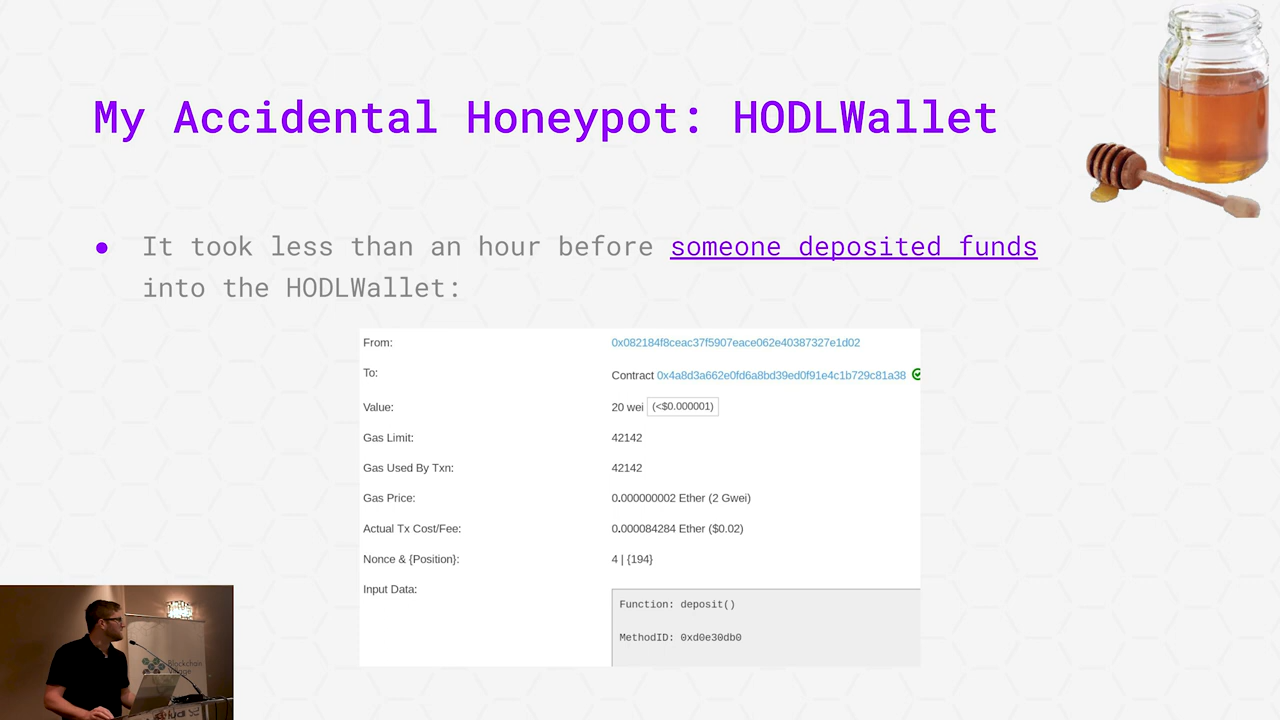 My Accidental Honeypot: HODLWallet
● It took less than an hour before someone deposited funds
into the HODLWallet:
From: 0x082184f8ceac37f5907eace062e40387327e1d02
To: Contract 0x4a8d3a662e0fd6a8bd39ed0f91e4c1b729c81a38
Value: 20 wei (<$0.000001)
Gas Limit: 42142
Gas Used By Txn: 42142
Gas Price: 0.000000002 Ether (2 Gwei)
Actual Tx Cost/Fee: 0.000084284 Ether ($0.02)
Nonce & {Position}: 4 | {194}
Input Data:
Function: deposit()
MethodID: 0xd0e30db0
Blockchain
Village